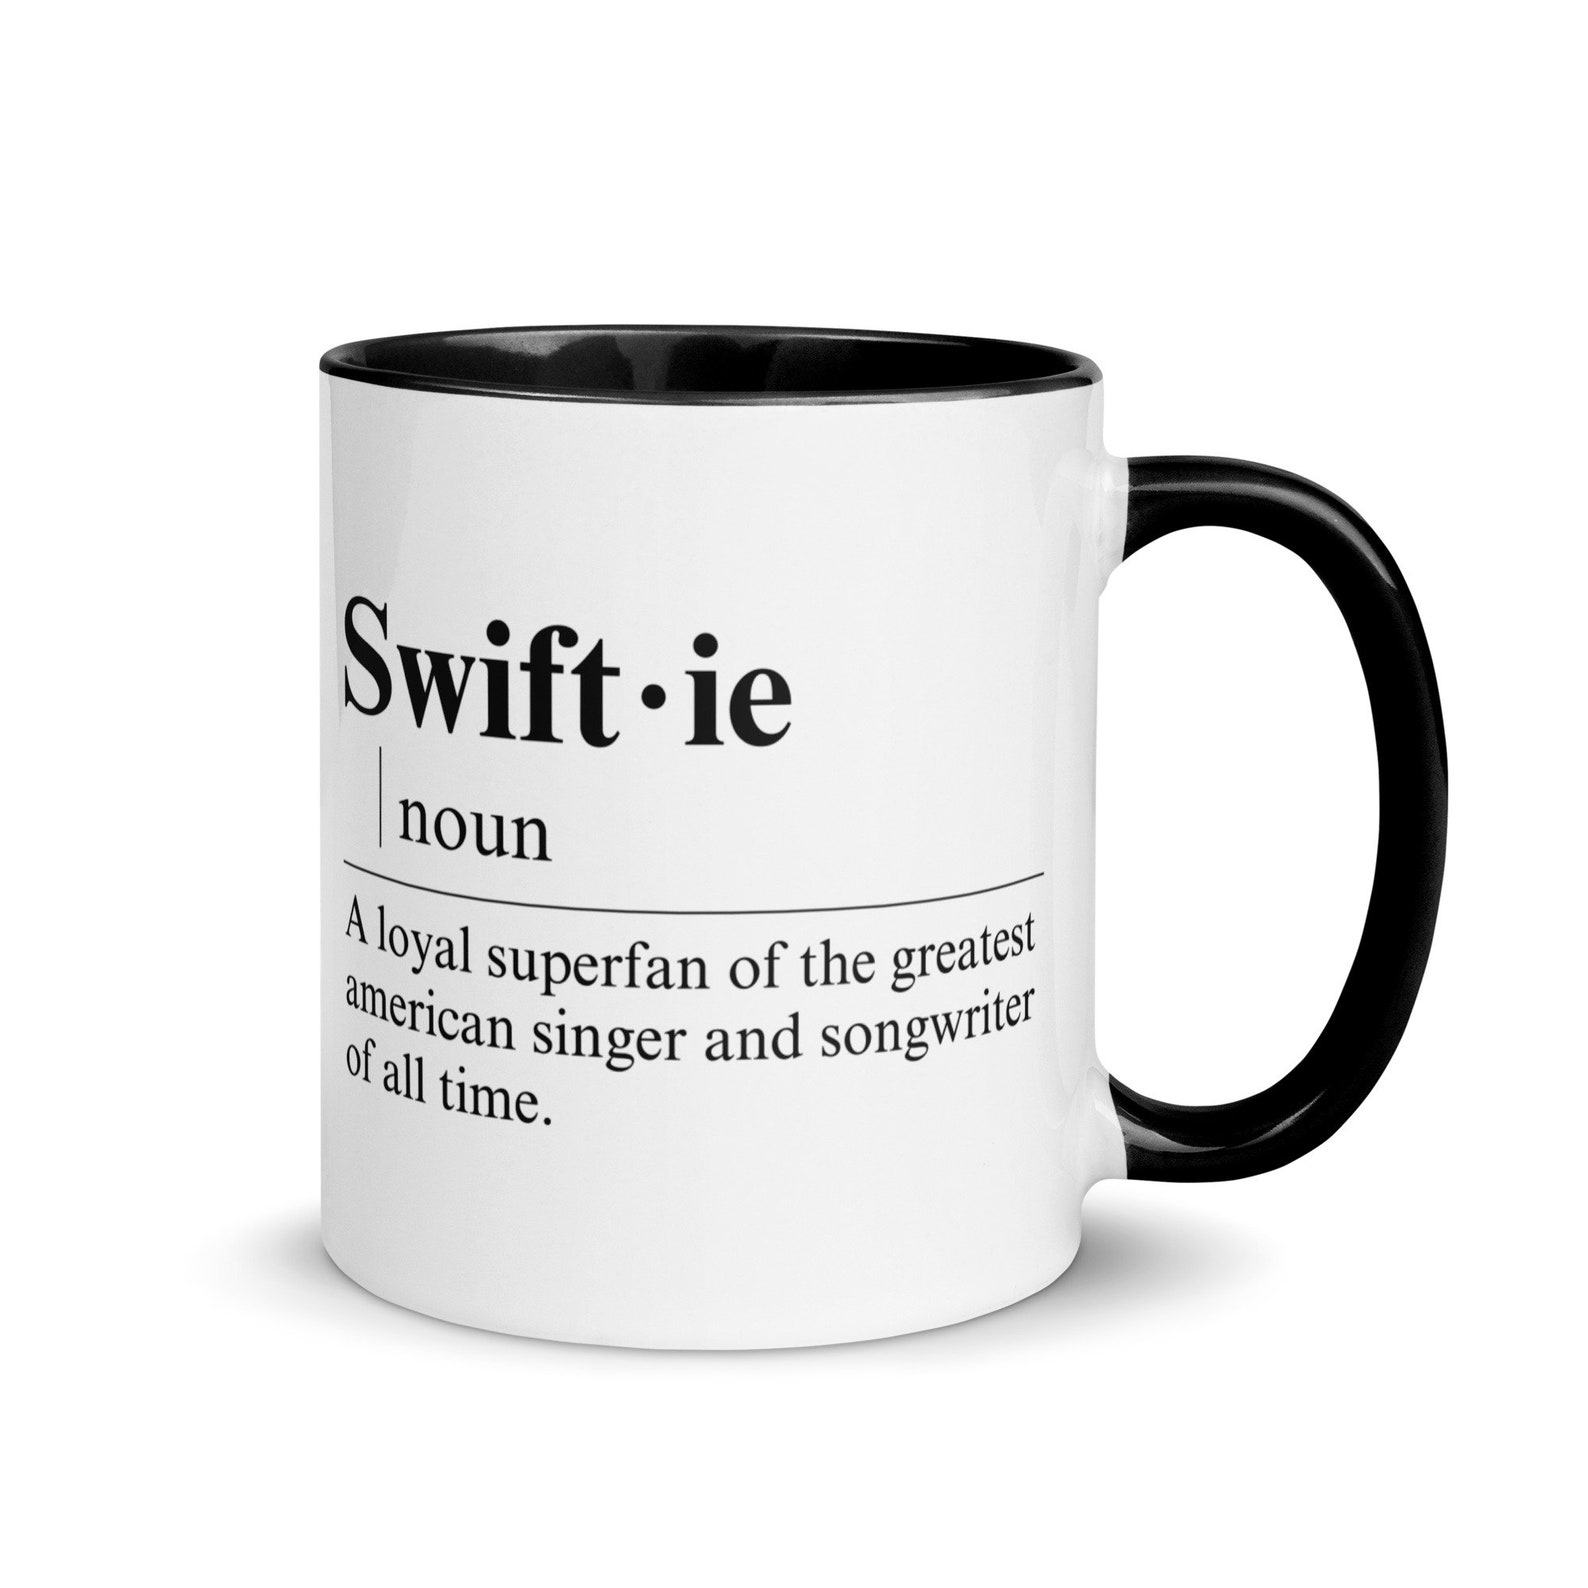 Swift·ie
noun
A loyal superfan of the greatest
american singer and songwriter
of all time.